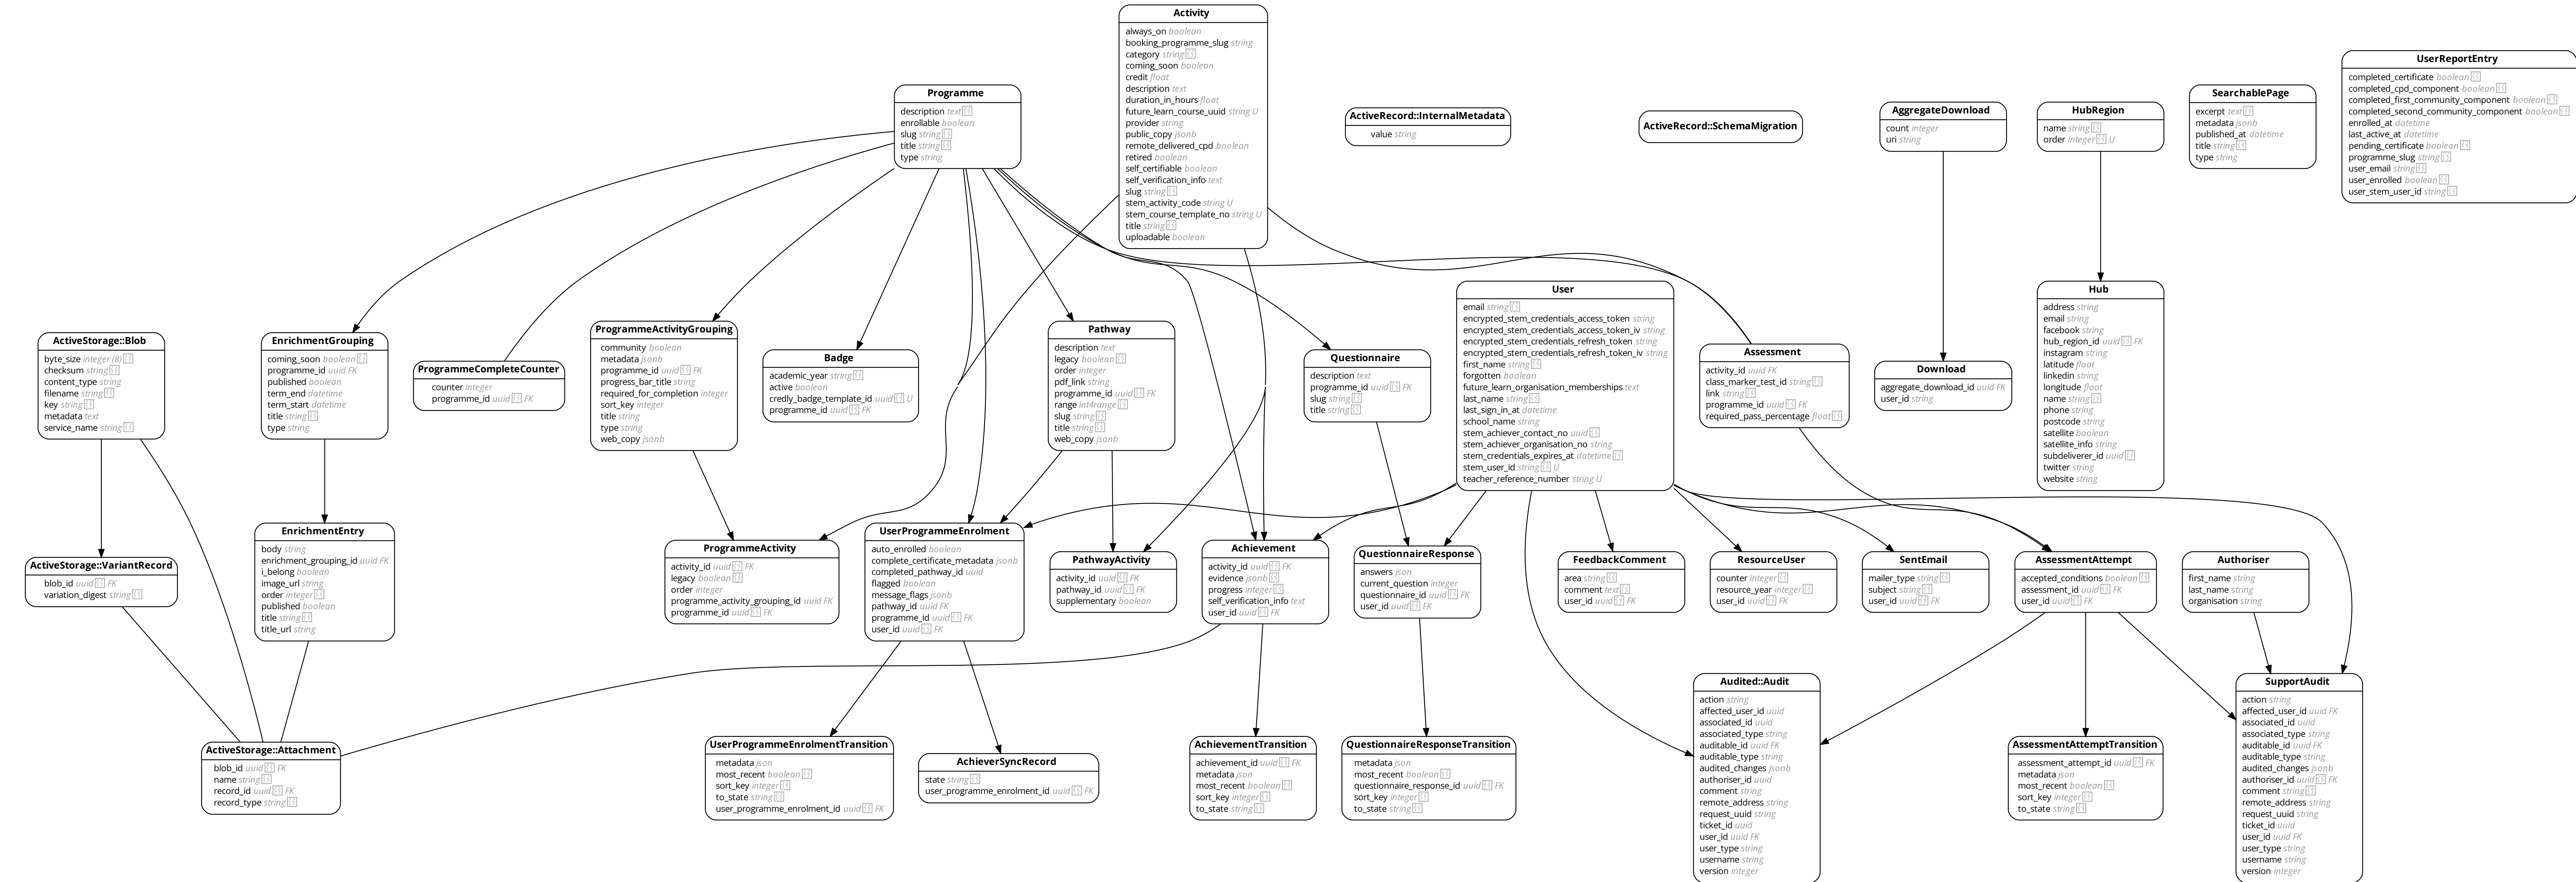 Activity
always_on boolean
booking_programme_slug string
category string
coming_soon boolean
credit float
description text
duration_in_hours float
future_learn_course_uuid string U
provider string
public_copy jsonb
remote_delivered_cpd boolean
retired boolean
self_certifiable boolean
self_verification_info text
slug string
stem_activity_code string U
stem_course_template_no string U
title string
uploadable boolean
Programme
description text
enrollable boolean
slug string
title string
type string
ActiveRecord::InternalMetadata
value string
ActiveRecord::SchemaMigration
AggregateDownload
count integer
uri string
HubRegion
name string
order integer U
SearchablePage
excerpt text
metadata jsonb
published_at datetime
title string
type string
UserReportEntry
completed_certificate boolean
completed_cpd_component boolean
completed_first_community_component boolean
completed_second_community_component boolean
enrolled_at datetime
last_active_at datetime
pending_certificate boolean
programme_slug string
user_email string
user_enrolled boolean
user_stem_user_id string
ActiveStorage::Blob
byte_size integer (8)
checksum string
content_type string
filename string
key string
metadata text
service_name string
EnrichmentGrouping
coming_soon boolean
programme_id uuid FK
published boolean
term_end datetime
term_start datetime
title string
type string
ProgrammeCompleteCounter
counter integer
programme_id uuid FK
ProgrammeActivityGrouping
community boolean
metadata jsonb
programme_id uuid FK
progress_bar_title string
required_for_completion integer
sort_key integer
title string
type string
web_copy jsonb
Badge
academic_year string
active boolean
credly_badge_template_id uuid U
programme_id uuid FK
Pathway
description text
legacy boolean
order integer
pdf_link string
programme_id uuid FK
range int4range
slug string
title string
web_copy jsonb
Questionnaire
description text
programme_id uuid FK
slug string
title string
User
email string
encrypted_stem_credentials_access_token string
encrypted_stem_credentials_access_token_iv string
encrypted_stem_credentials_refresh_token string
encrypted_stem_credentials_refresh_token_iv string
first_name string
forgotten boolean
future_learn_organisation_memberships text
last_name string
last_sign_in_at datetime
school_name string
stem_achiever_contact_no uuid
stem_achiever_organisation_no string
stem_credentials_expires_at datetime
stem_user_id string U
teacher_reference_number string U
Assessment
activity_id uuid FK
class_marker_test_id string
link string
programme_id uuid FK
required_pass_percentage float
Download
aggregate_download_id uuid FK
user_id string
Hub
address string
email string
facebook string
hub_region_id uuid FK
instagram string
latitude float
linkedin string
longitude float
name string
phone string
postcode string
satellite boolean
satellite_info string
subdeliverer_id uuid
twitter string
website string
ActiveStorage::VariantRecord
blob_id uuid FK
variation_digest string
EnrichmentEntry
body string
enrichment_grouping_id uuid FK
i_belong boolean
image_url string
order integer
published boolean
title string
title_url string
ProgrammeActivity
activity_id uuid FK
legacy boolean
order integer
programme_activity_grouping_id uuid FK
programme_id uuid FK
UserProgrammeEnrolment
auto_enrolled boolean
complete_certificate_metadata jsonb
completed_pathway_id uuid
flagged boolean
message_flags jsonb
pathway_id uuid FK
programme_id uuid FK
user_id uuid FK
PathwayActivity
activity_id uuid FK
pathway_id uuid FK
supplementary boolean
Achievement
activity_id uuid FK
evidence jsonb
progress integer
self_verification_info text
user_id uuid FK
QuestionnaireResponse
answers json
current_question integer
questionnaire_id uuid FK
user_id uuid FK
FeedbackComment
area string
comment text
user_id uuid FK
ResourceUser
counter integer
resource_year integer
user_id uuid FK
SentEmail
mailer_type string
subject string
user_id uuid FK
AssessmentAttempt
accepted_conditions boolean
assessment_id uuid FK
user_id uuid FK
Authoriser
first_name string
last_name string
organisation string
ActiveStorage::Attachment
blob_id uuid FK
name string
record_id uuid FK
record_type string
UserProgrammeEnrolmentTransition
metadata json
most_recent boolean
sort_key integer
to_state string
user_programme_enrolment_id uuid FK
AchieverSyncRecord
state string
user_programme_enrolment_id uuid FK
AchievementTransition
achievement_id uuid FK
metadata json
most_recent boolean
sort_key integer
to_state string
QuestionnaireResponseTransition
metadata json
most_recent boolean
questionnaire_response_id uuid FK
sort_key integer
to_state string
Audited::Audit
action string
affected_user_id uuid
associated_id uuid
associated_type string
auditable_id uuid FK
auditable_type string
audited_changes jsonb
authoriser_id uuid
comment string
remote_address string
request_uuid string
ticket_id uuid
user_id uuid FK
user_type string
username string
version integer
AssessmentAttemptTransition
assessment_attempt_id uuid FK
metadata json
most_recent boolean
sort_key integer
to_state string
SupportAudit
action string
affected_user_id uuid FK
associated_id uuid
associated_type string
auditable_id uuid FK
auditable_type string
audited_changes jsonb
authoriser_id uuid FK
comment string
remote_address string
request_uuid string
ticket_id uuid
user_id uuid FK
user_type string
username string
version integer